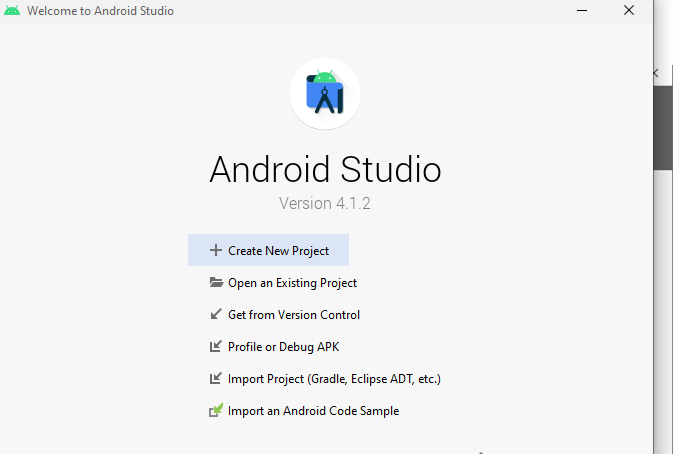 Welcome to Android Studio
Android Studio
Version 4.1.2
Create New Project
Open an Existing Project
Get from Version Control
Profile or Debug APK
Import Project (Gradle, Eclipse ADT, etc.)
Import an Android Code Sample